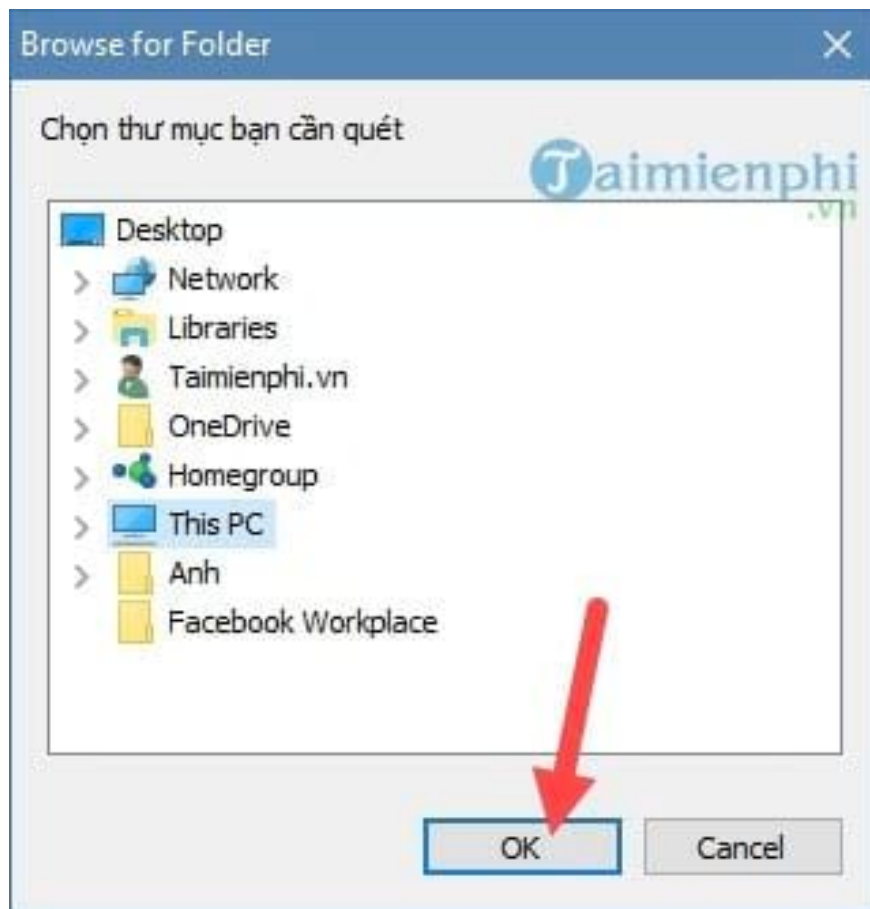 Browse for Folder
Chọn thư mục bạn cần quét
Taimienphi
.vn
Desktop
Network
Libraries
Taimienphi.vn
OneDrive
Homegroup
This PC
Anh
Facebook Workplace
OK Cancel